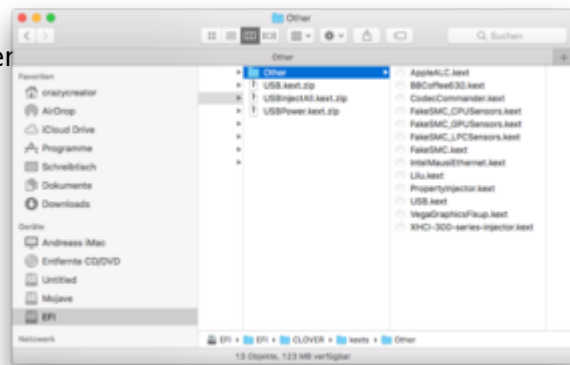 Other
Suchen
Other
Favoriten
crazycreator
AirDrop
iCloud Drive
Programme
Schreibtisch
Dokumente
Downloads
Geräte
Andreass iMac
Entfernte CD/DVD
Untitled
Mojave
EFI
Netzwerk
Other
USB.kext.zip
USBInjectAll.kext.zip
USBPower.kext.zip
AppleALC.kext
CodecCommander.kext
FakeSMC_CPUSensors.kext
FakeSMC_GPUSensors.kext
FakeSMC_LPCSensors.kext
FakeSMC.kext
IntelMausiEthernet.kext
Lilu.kext
PropertyInjector.kext
USB.kext
VegaGraphicsFixup.kext
XHCI-300-series-injector.kext
EFI EFI CLOVER kexts Other
13 Objekte, 123 MB verfügbar